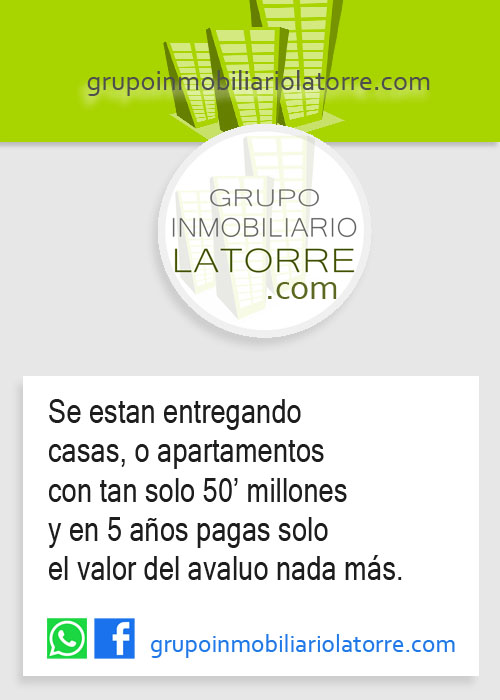 grupoinmobiliariolatorre.com
GRUPO
INMOBILIARIO
LATORRE
.com
Se estan entregando
casas, o apartamentos
con tan solo 50’ millones
y en 5 años pagas solo
el valor del avaluo nada más.
grupoinmobiliariolatorre.com